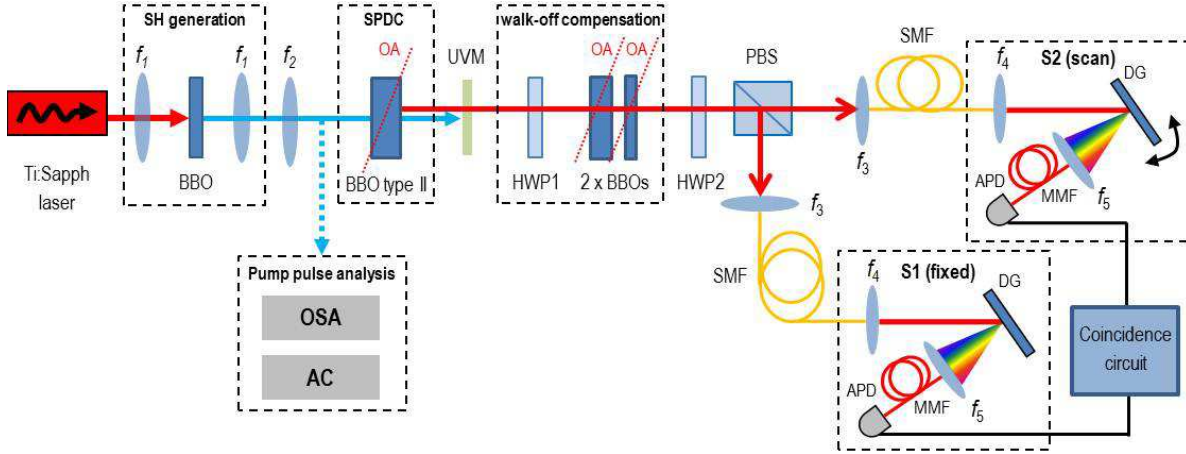 SH generation
SPDC
walk-off compensation
SMF
S2 (scan)
f1
f1
f2
OA
UVM
OA
OA
PBS
f4
DG
Ti:Sapph
laser
BBO
BBO type II
HWP1
2 x BBOs
HWP2
f3
APD
MMF
f5
f3
Pump pulse analysis
OSA
AC
SMF
S1 (fixed)
f4
DG
APD
MMF
f5
Coincidence
circuit